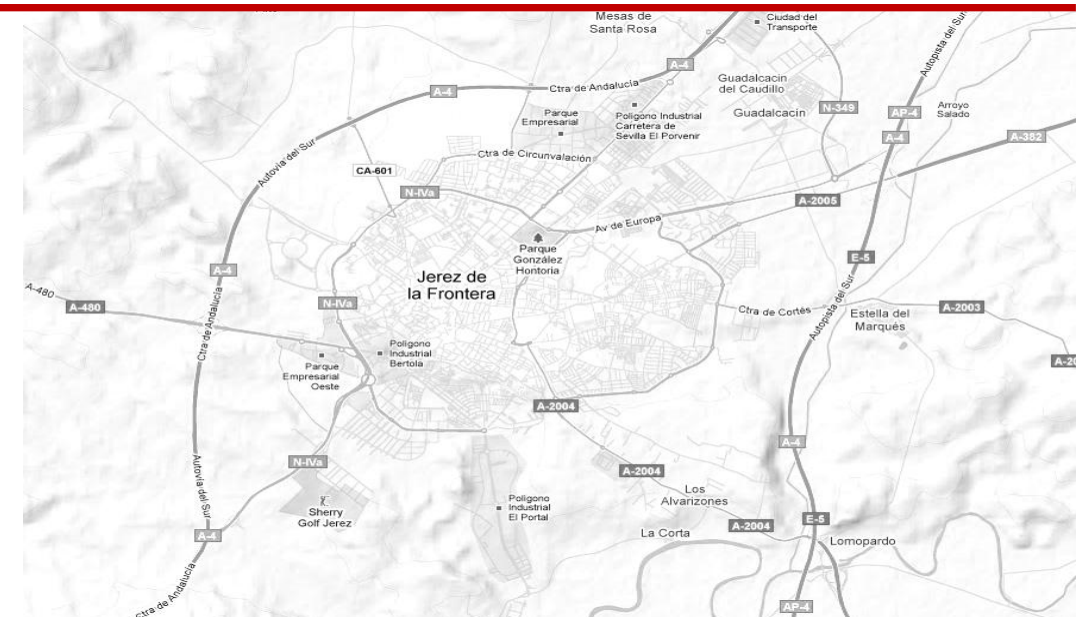 Mesas de
Santa Rosa
Ciudad del
Transporte
A-4
Ctra de Andalucía
A-4
Guadalcacin
del Caudillo
Guadalcacin
N-349
Autopista del Sur
AP-4
A-4
Arroyo
Salado
A-382
Parque
Empresarial
Poligono Industrial
Carretera de
Sevilla El Porvenir
Autovía del Sur
Ctra de Circunvalación
CA-601
N-IVa
A-2005
Av de Europa
Parque
González
Hontoria
E-5
A-4
Jerez de
la Frontera
A-480
A-480
N-IVa
Ctra de Andalucía
Ctra de Cortés
Autopista del Sur
A-2003
Estella del
Marqués
Poligono
Industrial
Bertola
Parque
Empresarial
Oeste
A-2004
A-4
N-IVa
A-2004
Autovía del Sur
Los
Alvarizones
Sherry
Golf Jerez
Poligono
Industrial
El Portal
E-5
A-2004
La Corta
Lomopardo
A-4
Ctra de Andalucía
AP-4